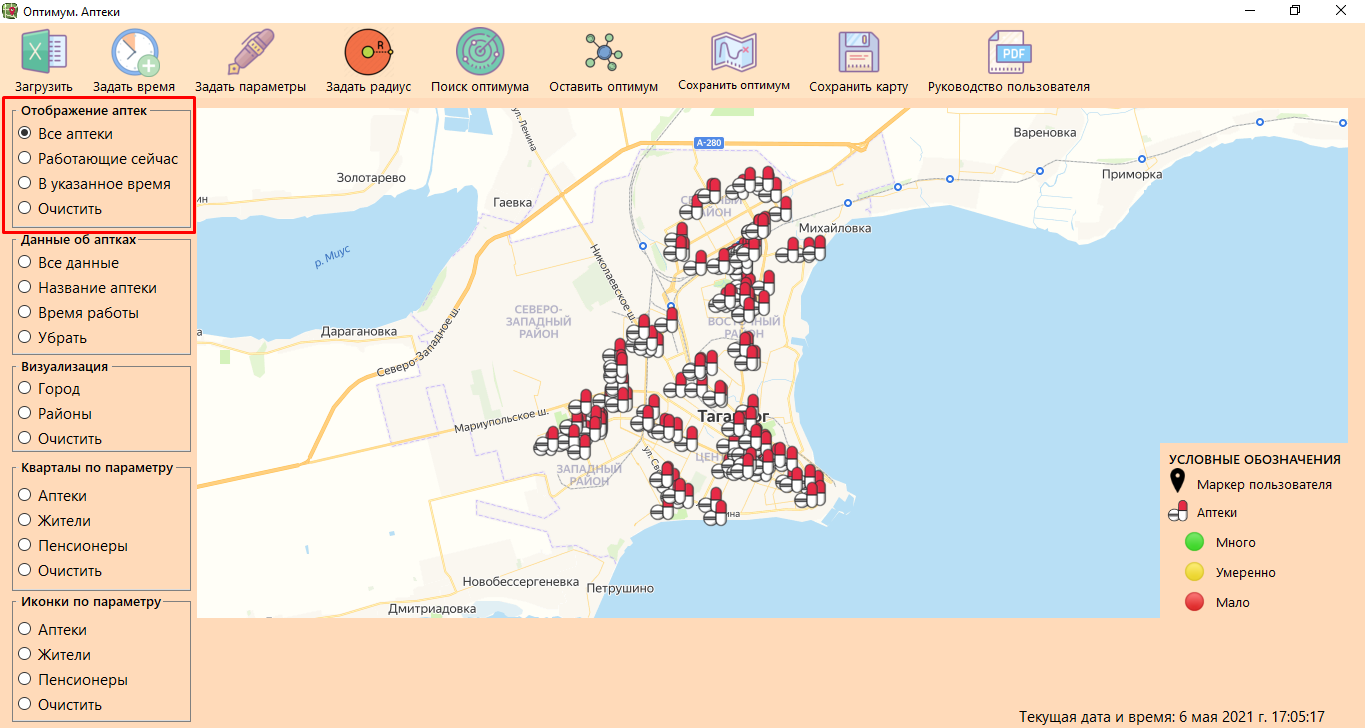 Оптимум. Аптеки
Загрузить
Задать время
Задать параметры
R
Задать радиус
Поиск оптимума
Оставить оптимум
Сохранить оптимум
Сохранить карту
PDF
Руководство пользователя
Отображение аптек
Все аптеки
Работающие сейчас
В указанное время
Очистить
Данные об аптках
Все данные
Название аптеки
Время работы
Убрать
Визуализация
Город
Районы
Очистить
Кварталы по параметру
Аптеки
Жители
Пенсионеры
Очистить
Иконки по параметру
Аптеки
Жители
Пенсионеры
Очистить
ул. Ленина
А-280
Вареновка
Приморка
Золотарево
Гаевка
Михайловка
р. Миус
Николаевское ш.
СЕВЕРО-
ЗАПАДНЫЙ
РАЙОН
ВОСТОЧНЫЙ
РАЙОН
Дарагановка
Северо-Западное ш.
Мариупольское ш.
ЗАПАДНЫЙ
РАЙОН
Новобессергеневка
Петрушино
Дмитриадовка
УСЛОВНЫЕ ОБОЗНАЧЕНИЯ
Маркер пользователя
Аптеки
Много
Умеренно
Мало
Текущая дата и время: 6 мая 2021 г. 17:05:17